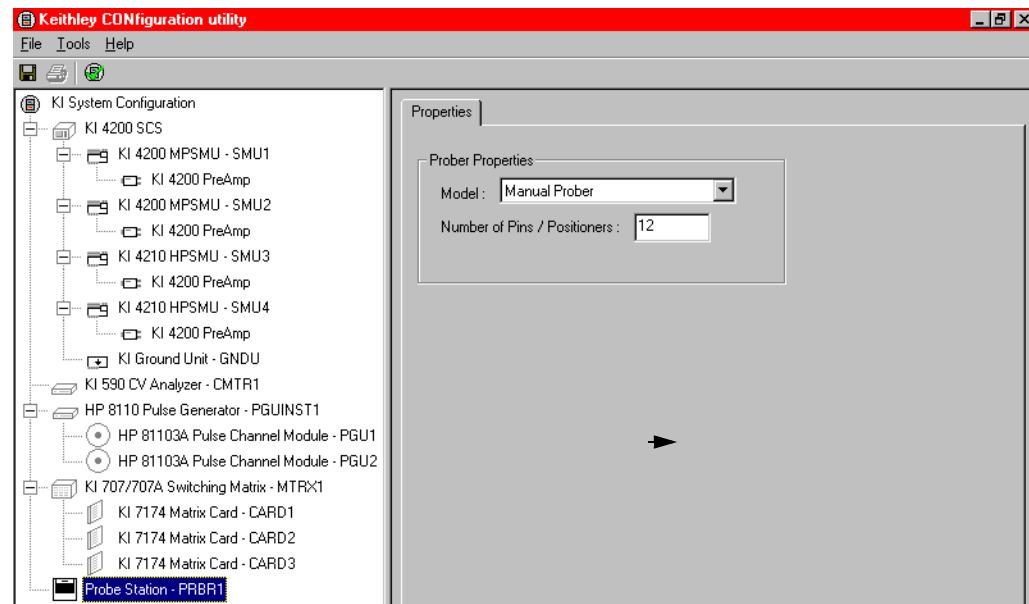 Keithley CONfiguration utility
File Tools Help
KI System Configuration
KI 4200 SCS
KI 4200 MPSMU - SMU1
KI 4200 PreAmp
KI 4200 MPSMU - SMU2
KI 4200 PreAmp
KI 4210 HPSMU - SMU3
KI 4200 PreAmp
KI 4210 HPSMU - SMU4
KI 4200 PreAmp
KI Ground Unit - GNDU
KI 590 CV Analyzer - CMTR1
HP 8110 Pulse Generator - PGUINST1
HP 81103A Pulse Channel Module - PGU1
HP 81103A Pulse Channel Module - PGU2
KI 707/707A Switching Matrix - MTRX1
KI 7174 Matrix Card - CARD1
KI 7174 Matrix Card - CARD2
KI 7174 Matrix Card - CARD3
Probe Station - PRBR1
Properties
Prober Properties
Model : Manual Prober
Number of Pins / Positioners : 12